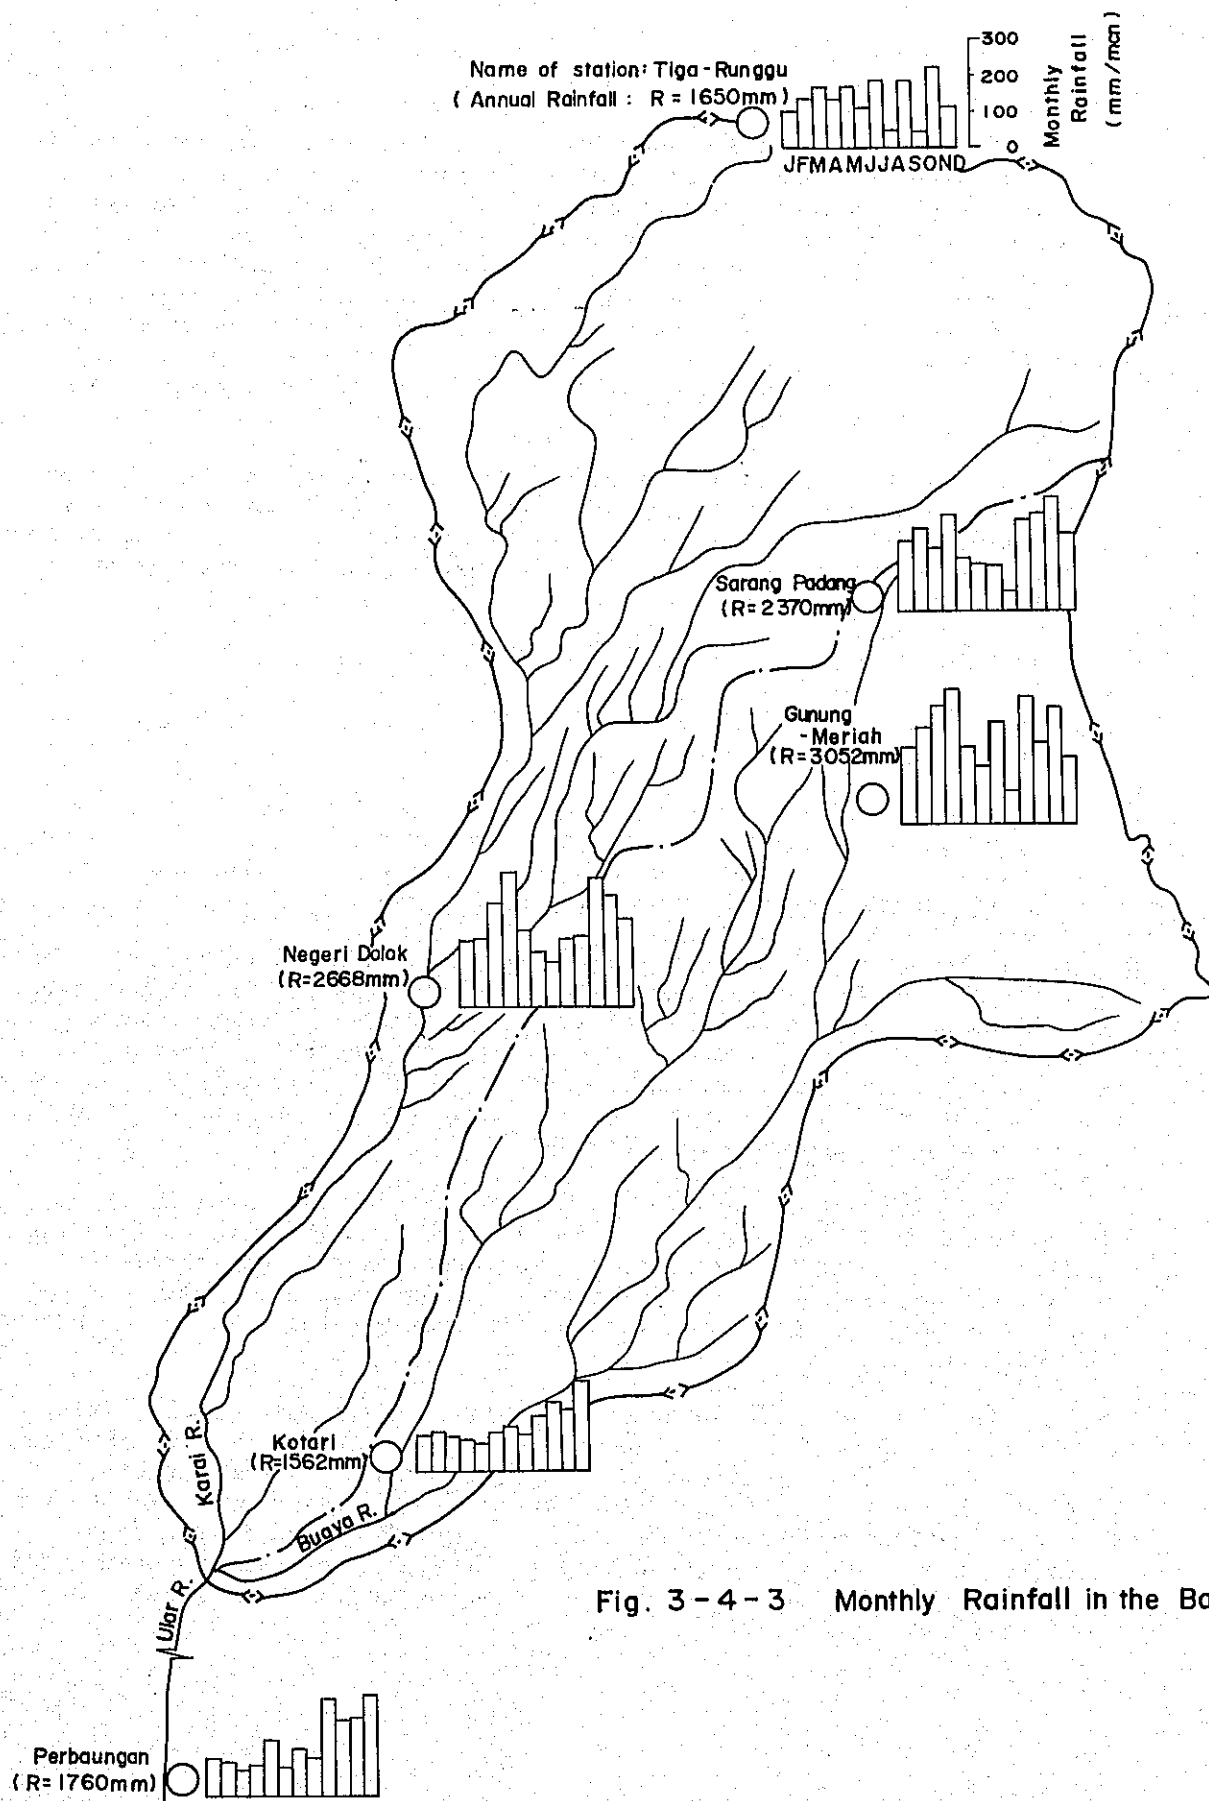 Name of station: Tiga-Runggu
( Annual Rainfall : R = 1650mm )
300
200
100
0
Monthly
Rainfall
(mm/mon)
JFMAMJJASOND
Sarang Padang
(R=2370mm)
Gunung
-Meriah
(R=3052mm)
Negeri Dolok
(R=2668mm)
Kotari
(R=1562mm)
Karai R.
Buaya R.
Ular R.
Fig. 3-4-3 Monthly Rainfall in the Ba
Perbaungan
(R=1760mm)